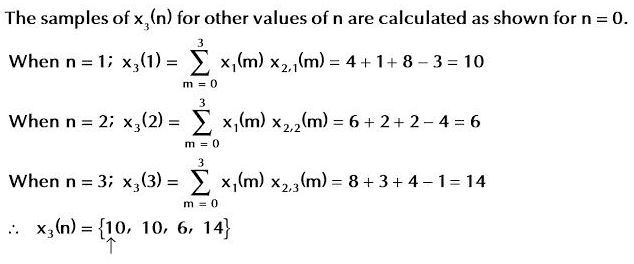 The samples of x₃(n) for other values of n are calculated as shown for n = 0.
When n = 1; x₃(1) = ∑_{m = 0}^{3} x₁(m) x₂,₁(m) = 4 + 1 + 8 – 3 = 10
When n = 2; x₃(2) = ∑_{m = 0}^{3} x₁(m) x₂,₂(m) = 6 + 2 + 2 – 4 = 6
When n = 3; x₃(3) = ∑_{m = 0}^{3} x₁(m) x₂,₃(m) = 8 + 3 + 4 – 1 = 14
∴ x₃(n) = {10, 10, 6, 14}
↑